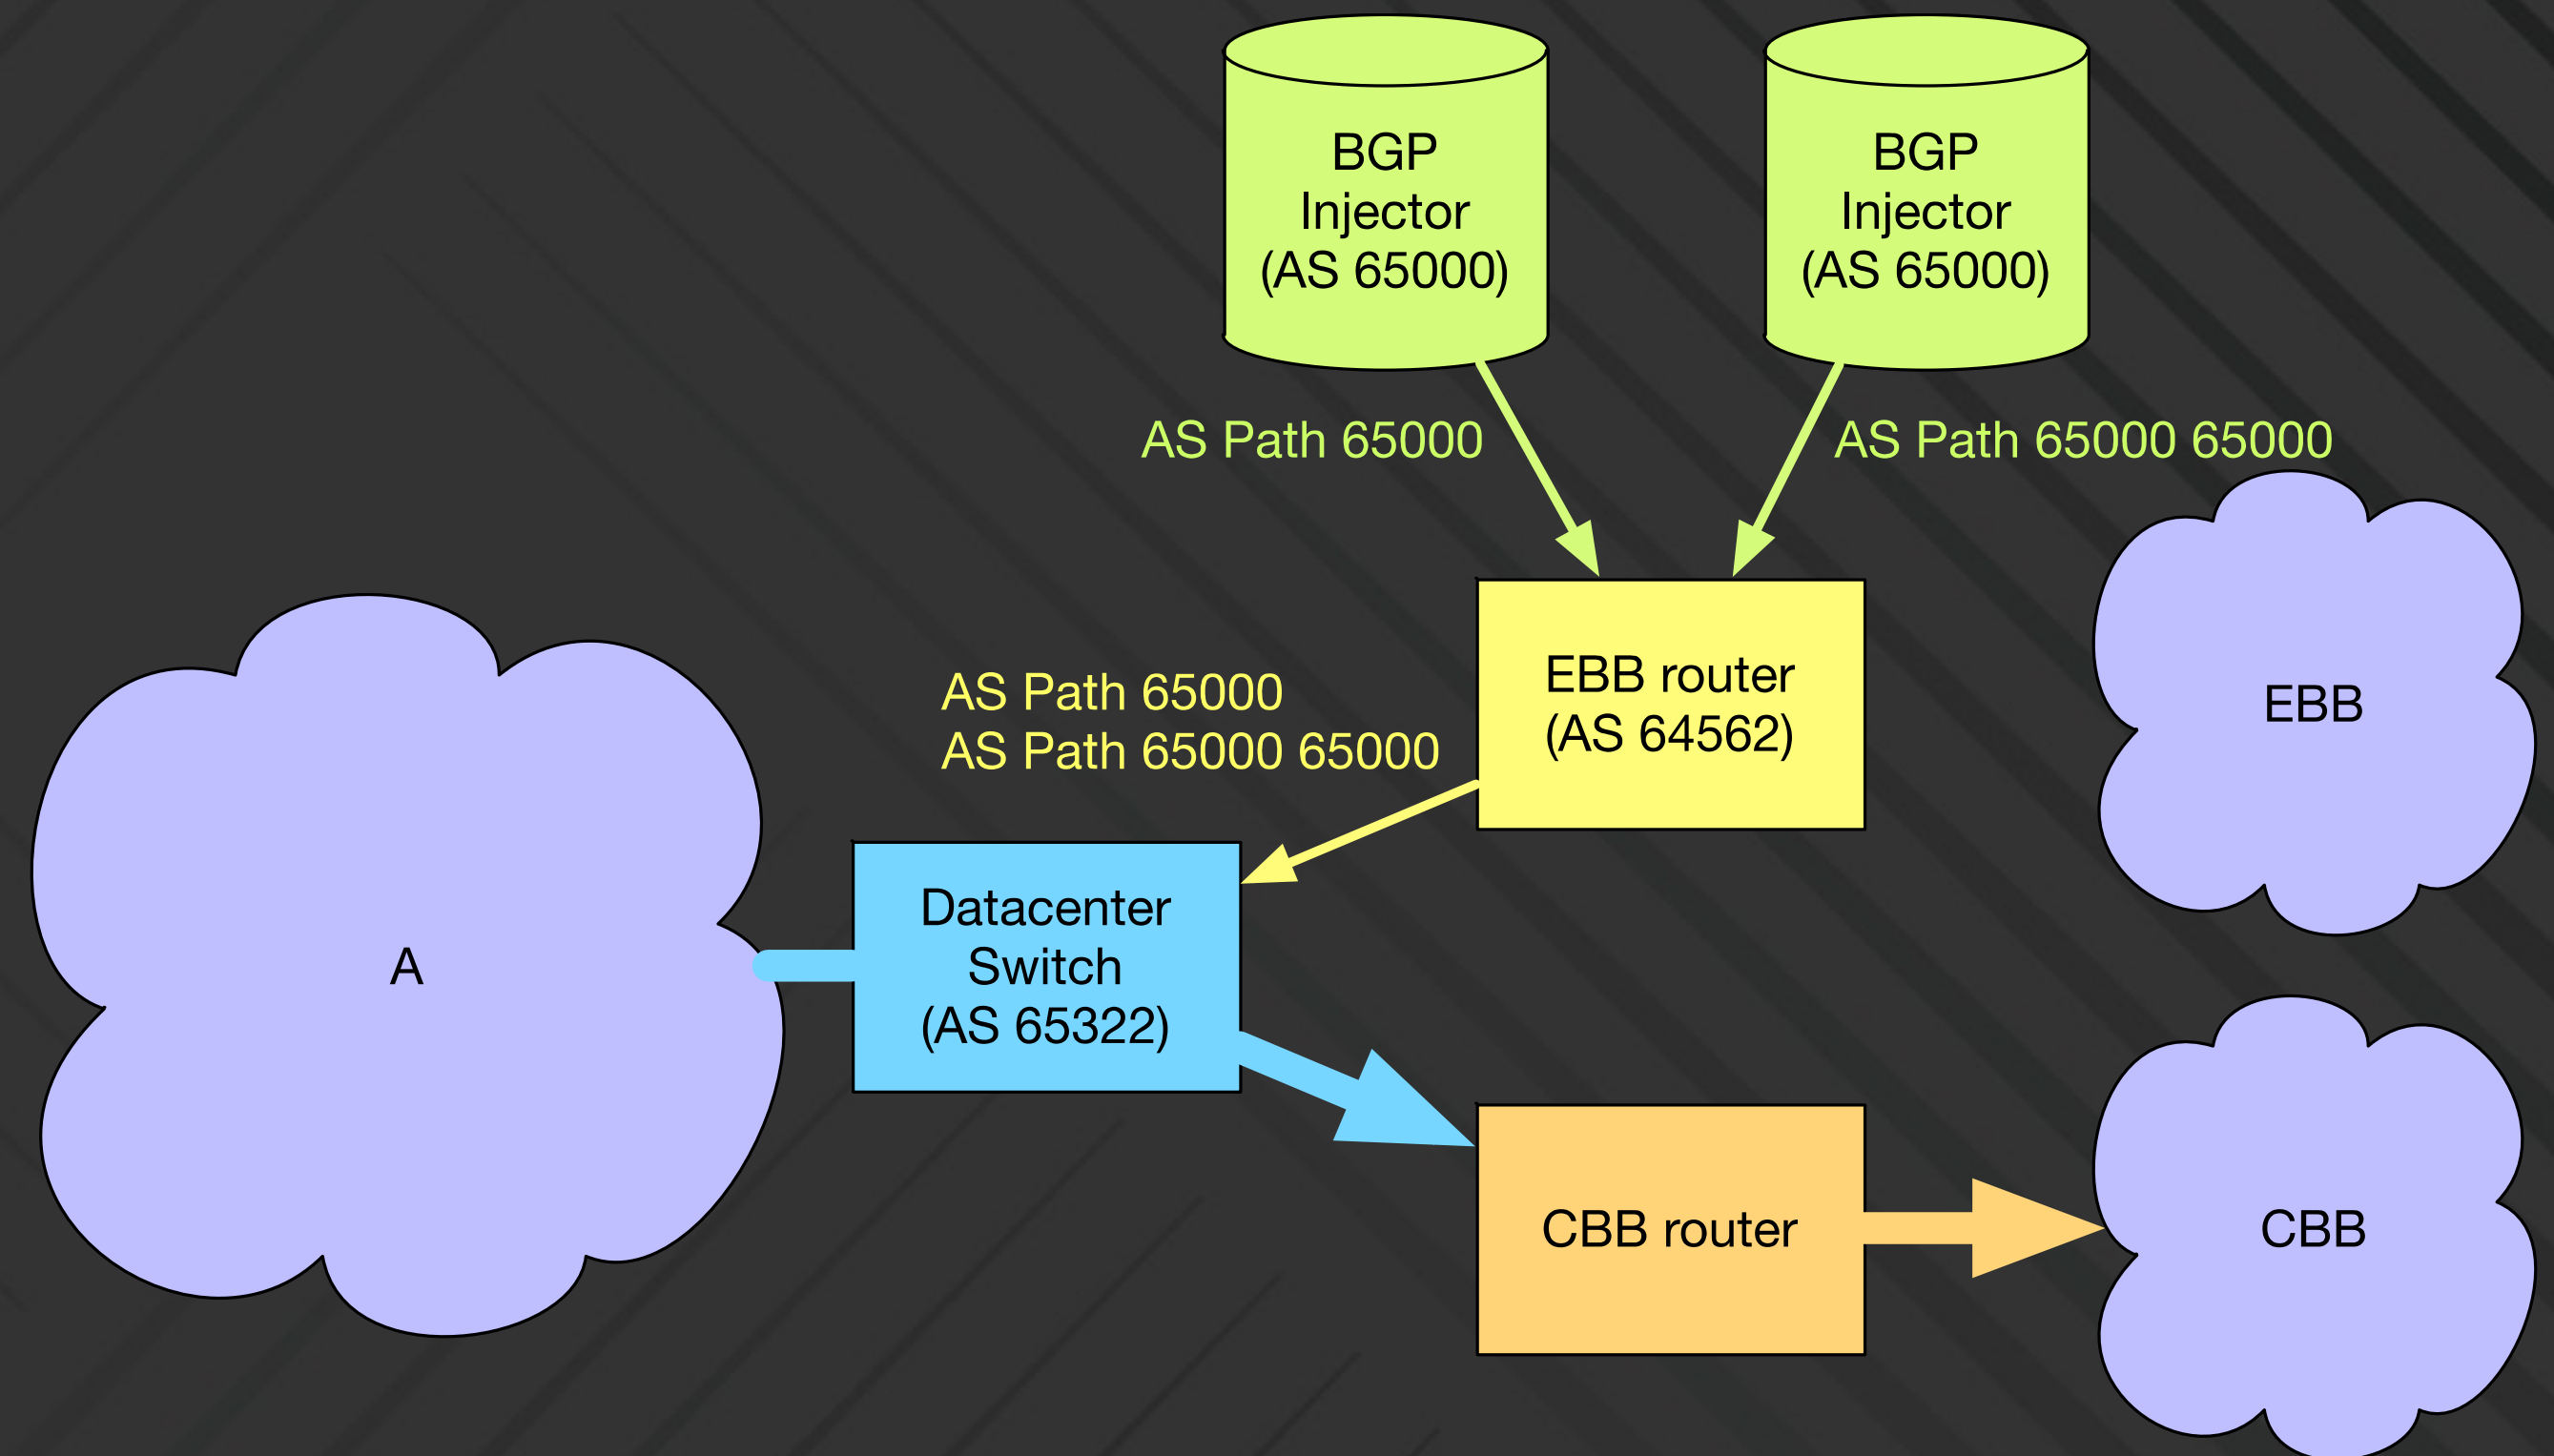 BGP
Injector
(AS 65000)
BGP
Injector
(AS 65000)
AS Path 65000
AS Path 65000 65000
EBB router
(AS 64562)
EBB
AS Path 65000
AS Path 65000 65000
A
Datacenter
Switch
(AS 65322)
CBB router
CBB